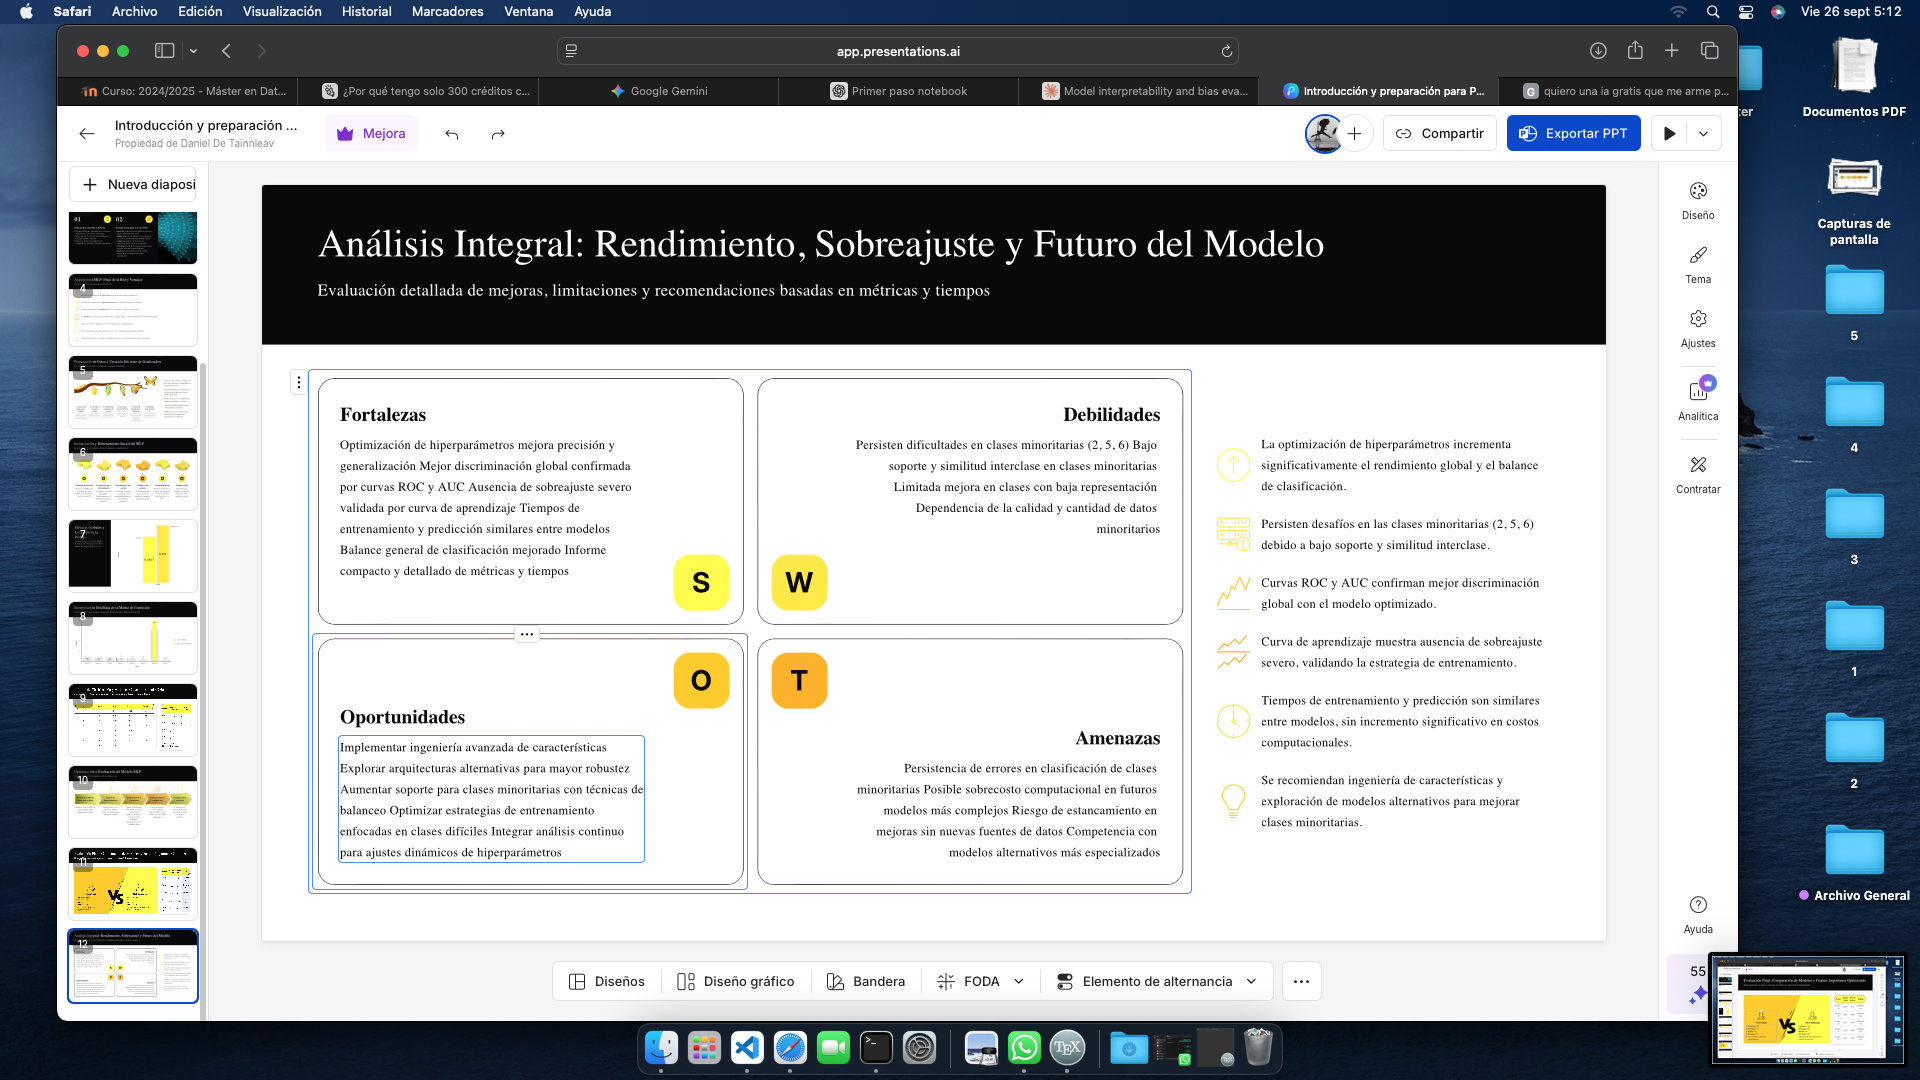 Safari Archivo Edición Visualización Historial Marcadores Ventana Ayuda
Vie 26 sept 5:12
app.presentations.ai
Curso: 2024/2025 - Máster en Dat...
¿Por qué tengo solo 300 créditos c...
Google Gemini
Primer paso notebook
Model interpretability and bias eva...
Introducción y preparación para P...
quiero una ia gratis que me arme p...
Introducción y preparación ...
Propiedad de Daniel De Taïnnleav
Mejora
Compartir
Exportar PPT
Nueva diaposi
4
5
6
7
8
9
10
11
12
Análisis Integral: Rendimiento, Sobreajuste y Futuro del Modelo
Evaluación detallada de mejoras, limitaciones y recomendaciones basadas en métricas y tiempos
Fortalezas
Optimización de hiperparámetros mejora precisión y
generalización Mejor discriminación global confirmada
por curvas ROC y AUC Ausencia de sobreajuste severo
validada por curva de aprendizaje Tiempos de
entrenamiento y predicción similares entre modelos
Balance general de clasificación mejorado Informe
compacto y detallado de métricas y tiempos
S
Debilidades
Persisten dificultades en clases minoritarias (2, 5, 6) Bajo
soporte y similitud interclase en clases minoritarias
Limitada mejora en clases con baja representación
Dependencia de la calidad y cantidad de datos
minoritarios
W
O
Oportunidades
Implementar ingeniería avanzada de características
Explorar arquitecturas alternativas para mayor robustez
Aumentar soporte para clases minoritarias con técnicas de
balanceo Optimizar estrategias de entrenamiento
enfocadas en clases difíciles Integrar análisis continuo
para ajustes dinámicos de hiperparámetros
T
Amenazas
Persistencia de errores en clasificación de clases
minoritarias Posible sobrecosto computacional en futuros
modelos más complejos Riesgo de estancamiento en
mejoras sin nuevas fuentes de datos Competencia con
modelos alternativos más especializados
La optimización de hiperparámetros incrementa
significativamente el rendimiento global y el balance
de clasificación.
Persisten desafíos en las clases minoritarias (2, 5, 6)
debido a bajo soporte y similitud interclase.
Curvas ROC y AUC confirman mejor discriminación
global con el modelo optimizado.
Curva de aprendizaje muestra ausencia de sobreajuste
severo, validando la estrategia de entrenamiento.
Tiempos de entrenamiento y predicción son similares
entre modelos, sin incremento significativo en costos
computacionales.
Se recomiendan ingeniería de características y
exploración de modelos alternativos para mejorar
clases minoritarias.
Diseño
Tema
Ajustes
Analítica
Contratar
Ayuda
55
Diseños
Diseño gráfico
Bandera
FODA
Elemento de alternancia
ter
Documentos PDF
Capturas de
pantalla
5
4
3
1
2
Archivo General
VS
TEX